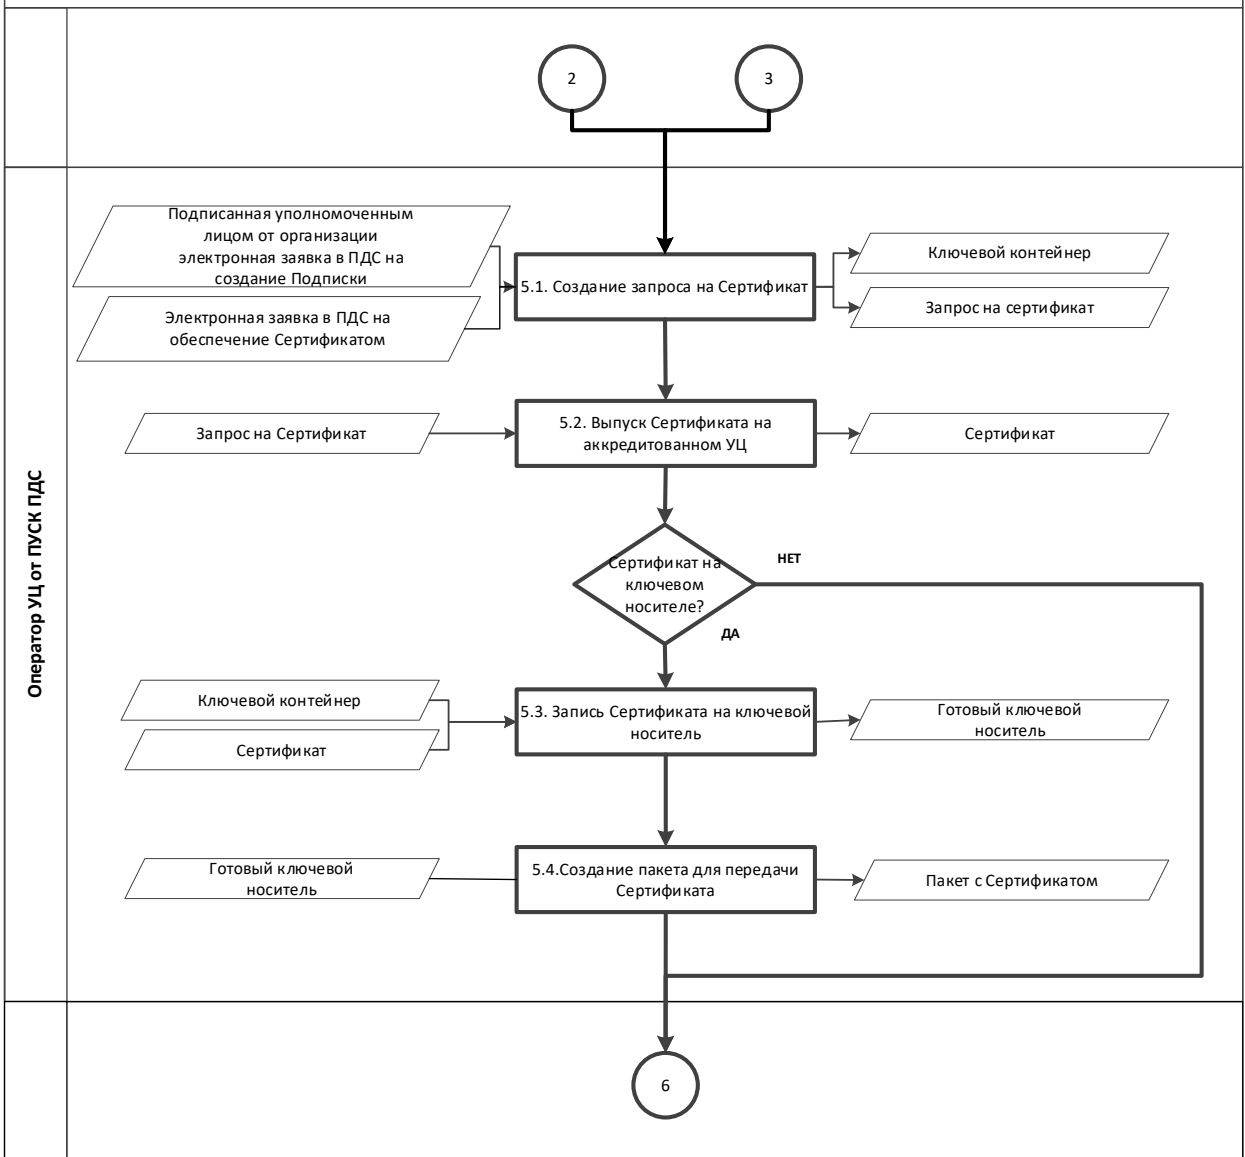 2
3
Оператор УЦ от ПУСК ПДС
Подписанная уполномоченным
лицом от организации
электронная заявка в ПДС на
создание Подписки
Электронная заявка в ПДС на
обеспечение Сертификатом
5.1. Создание запроса на Сертификат
Ключевой контейнер
Запрос на сертификат
Запрос на Сертификат
5.2. Выпуск Сертификата на
аккредитованном УЦ
Сертификат
Сертификат на
ключевом
носителе?
НЕТ
ДА
Ключевой контейнер
Сертификат
5.3. Запись Сертификата на ключевой
носитель
Готовый ключевой
носитель
Готовый ключевой
носитель
5.4.Создание пакета для передачи
Сертификата
Пакет с Сертификатом
6